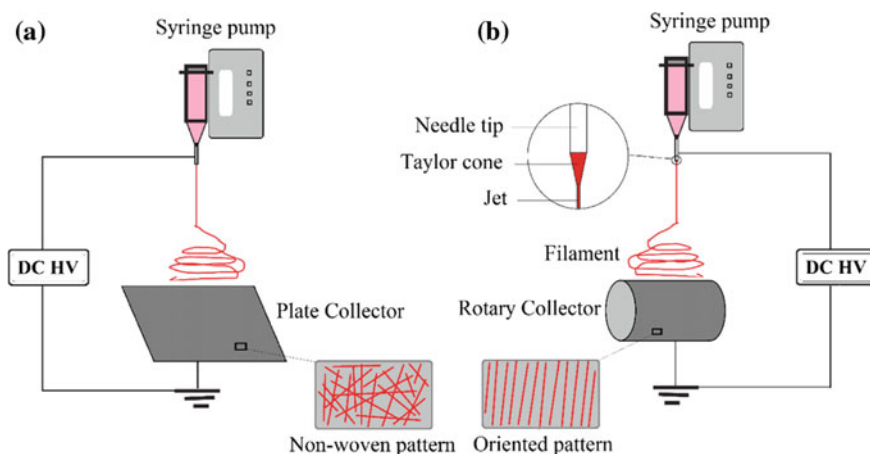 (a)
Syringe pump
DC HV
Plate Collector
Non-woven pattern
(b)
Syringe pump
Needle tip
Taylor cone
Jet
Filament
DC HV
Rotary Collector
Oriented pattern